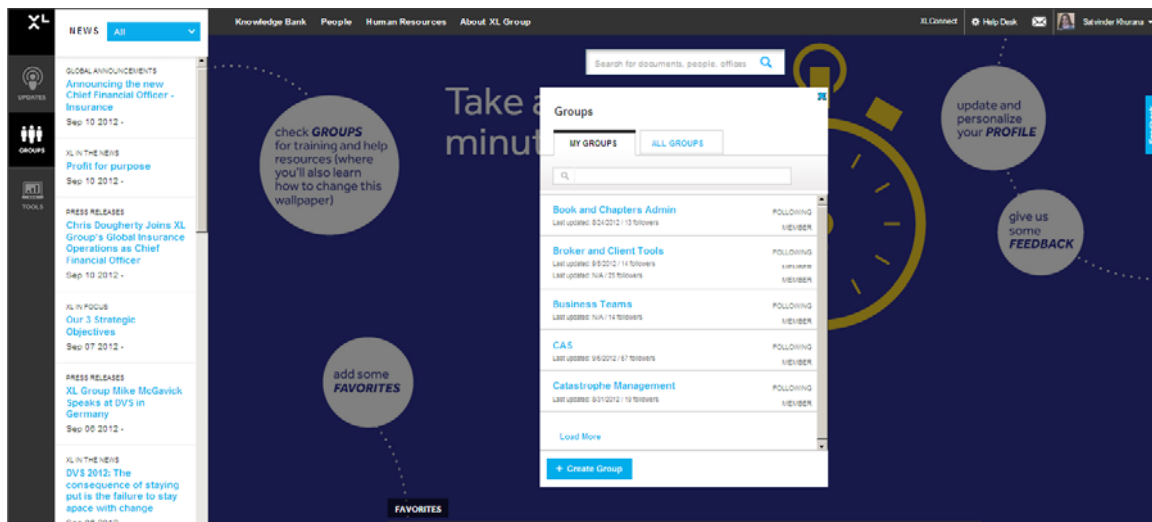 XL
NEWS All
Knowledge Bank People Human Resources About XL Group
XL Connect Help Desk Satvinder Khurana
UPDATES
GROUPS
TOOLS
GLOBAL ANNOUNCEMENTS
Announcing the new
Chief Financial Officer -
Insurance
Sep 10 2012 -
XL IN THE NEWS
Profit for purpose
Sep 10 2012 -
PRESS RELEASES
Chris Dougherty Joins XL
Group's Global Insurance
Operations as Chief
Financial Officer
Sep 10 2012 -
XL IN FOCUS
Our 3 Strategic
Objectives
Sep 07 2012 -
PRESS RELEASES
XL Group Mike McGavick
Speaks at DVS in
Germany
Sep 06 2012 -
XL IN THE NEWS
DVS 2012: The
consequence of staying
put is the failure to stay
apace with change
Search for documents, people, offices
check GROUPS
for training and help
resources (where
you'll also learn
how to change this
wallpaper)
Take
minut
add some
FAVORITES
FAVORITES
Groups
MY GROUPS ALL GROUPS
Book and Chapters Admin FOLLOWING
Last updated: 8/24/2012 / 13 followers MEMBER
Broker and Client Tools FOLLOWING
Last updated: 9/5/2012 / 14 followers MEMBER
Last updated: N/A / 25 followers MEMBER
Business Teams FOLLOWING
Last updated: N/A / 14 followers MEMBER
CAS FOLLOWING
Last updated: 9/6/2012 / 67 followers MEMBER
Catastrophe Management FOLLOWING
Last updated: 8/31/2012 / 19 followers MEMBER
Load More
+ Create Group
update and
personalize
your PROFILE
give us
some
FEEDBACK